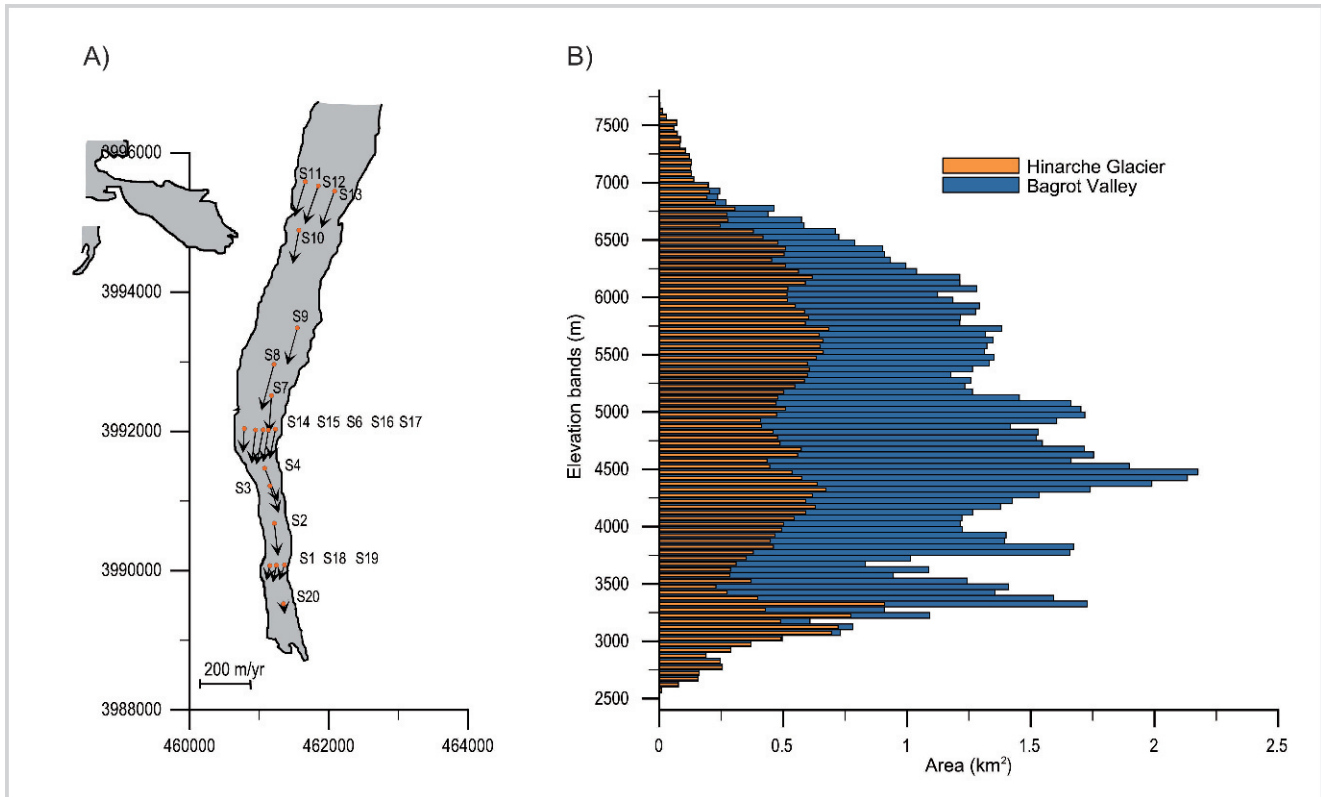 A)
3996000
3994000
3992000
3990000
3988000
460000 462000 464000
S11
S12
S13
S10
S9
S8
S7
S14 S15 S6 S16 S17
S4
S3
S2
S1 S18 S19
S20
200 m/yr
B)
Elevation bands (m)
7500
7000
6500
6000
5500
5000
4500
4000
3500
3000
2500
Hinarche Glacier
Bagrot Valley
0 0.5 1 1.5 2 2.5
Area (km²)